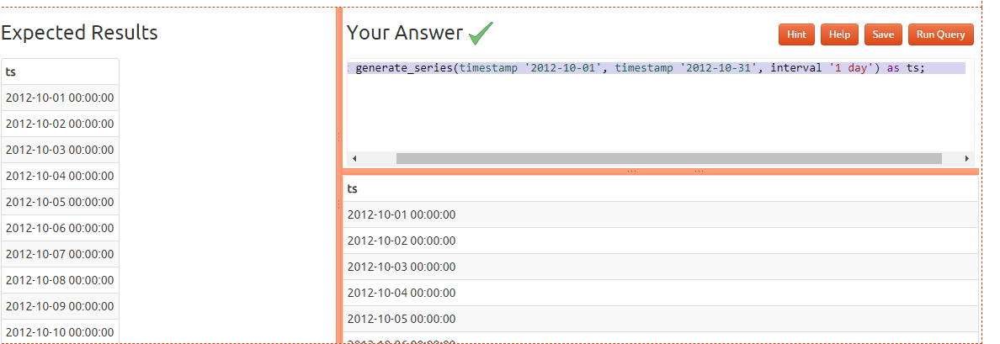 Expected Results
ts
2012-10-01 00:00:00
2012-10-02 00:00:00
2012-10-03 00:00:00
2012-10-04 00:00:00
2012-10-05 00:00:00
2012-10-06 00:00:00
2012-10-07 00:00:00
2012-10-08 00:00:00
2012-10-09 00:00:00
2012-10-10 00:00:00
Your Answer
Hint
Help
Save
Run Query
generate_series(timestamp '2012-10-01', timestamp '2012-10-31', interval '1 day') as ts;
ts
2012-10-01 00:00:00
2012-10-02 00:00:00
2012-10-03 00:00:00
2012-10-04 00:00:00
2012-10-05 00:00:00